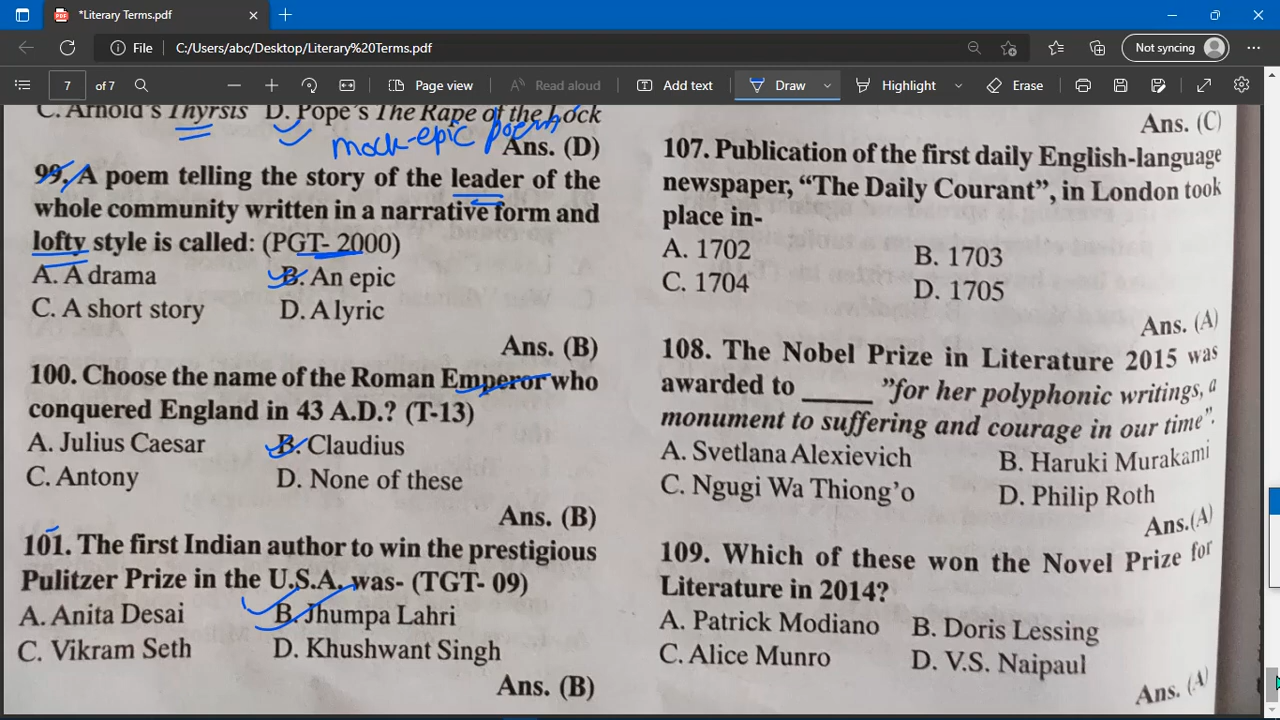 *Literary Terms.pdf
File
C:/Users/abc/Desktop/Literary%20Terms.pdf
Not syncing
7 of 7
Page view
Read aloud
Add text
Draw
Highlight
Erase
C. Arnold's Thyrsis D. Pope's The Rape of the Lock
mock-epic poem
Ans. (D)
99. A poem telling the story of the leader of the
whole community written in a narrative form and
lofty style is called: (PGT- 2000)
A. A drama B. An epic
C. A short story D. A lyric
Ans. (B)
100. Choose the name of the Roman Emperor who
conquered England in 43 A.D.? (T-13)
A. Julius Caesar B. Claudius
C. Antony D. None of these
Ans. (B)
101. The first Indian author to win the prestigious
Pulitzer Prize in the U.S.A. was- (TGT- 09)
A. Anita Desai B. Jhumpa Lahri
C. Vikram Seth D. Khushwant Singh
Ans. (B)
Ans. (C)
107. Publication of the first daily English-language
newspaper, “The Daily Courant”, in London took
place in-
A. 1702 B. 1703
C. 1704 D. 1705
Ans. (A)
108. The Nobel Prize in Literature 2015 was
awarded to _____ ”for her polyphonic writings, a
monument to suffering and courage in our time”.
A. Svetlana Alexievich B. Haruki Murakami
C. Ngugi Wa Thiong’o D. Philip Roth
Ans.(A)
109. Which of these won the Novel Prize for
Literature in 2014?
A. Patrick Modiano B. Doris Lessing
C. Alice Munro D. V.S. Naipaul
Ans. (A)